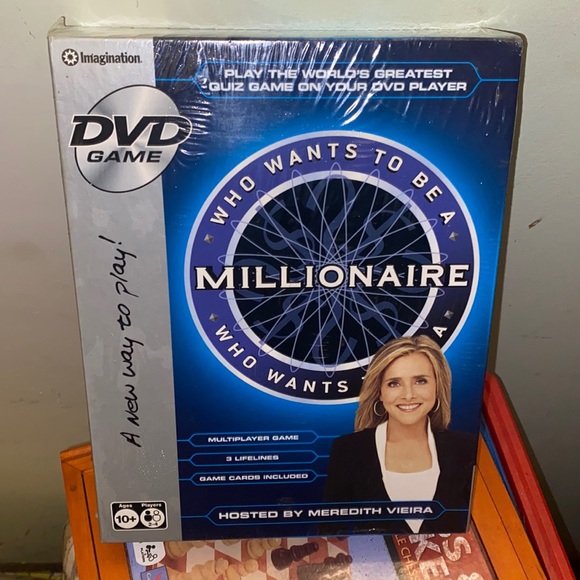 Imagination
PLAY THE WORLD'S GREATEST
QUIZ GAME ON YOUR DVD PLAYER
DVD
GAME
WHO WANTS TO BE A
MILLIONAIRE
WHO WANTS A
A New way to play!
MULTIPLAYER GAME
3 LIFELINES
GAME CARDS INCLUDED
Ages
10+
Players
HOSTED BY MEREDITH VIEIRA